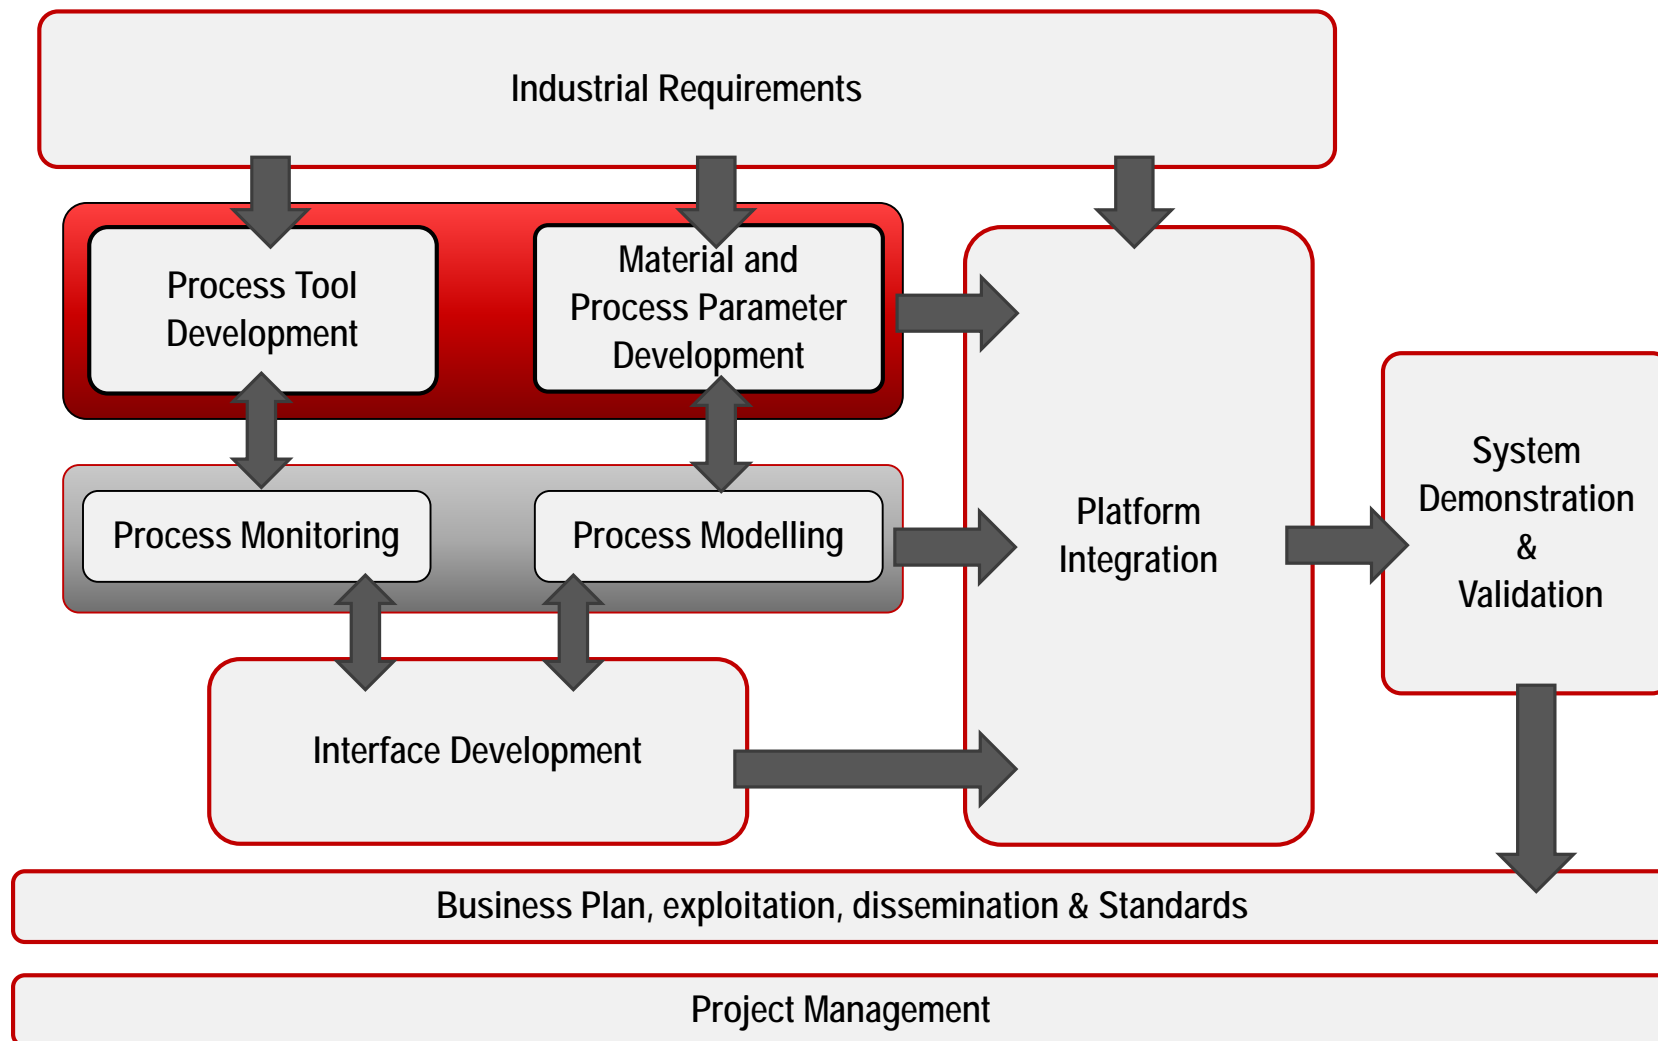 Industrial Requirements
Process Tool
Development
Material and
Process Parameter
Development
Process Monitoring
Process Modelling
Interface Development
Platform
Integration
System
Demonstration
&
Validation
Business Plan, exploitation, dissemination & Standards
Project Management